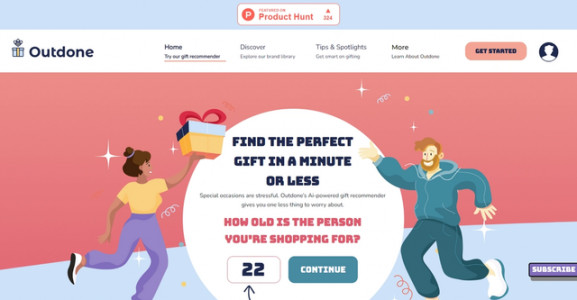 FEATURED ON
Product Hunt
324
Outdone
Home
Try our gift recommender
Discover
Explore our brand library
Tips & Spotlights
Get smart on gifting
More
Learn About Outdone
GET STARTED
FIND THE PERFECT
GIFT IN A MINUTE
OR LESS
Special occasions are stressful. Outdone's AI-powered gift recommender
gives you one less thing to worry about.
HOW OLD IS THE PERSON
YOU'RE SHOPPING FOR?
22
CONTINUE
SUBSCRIBE